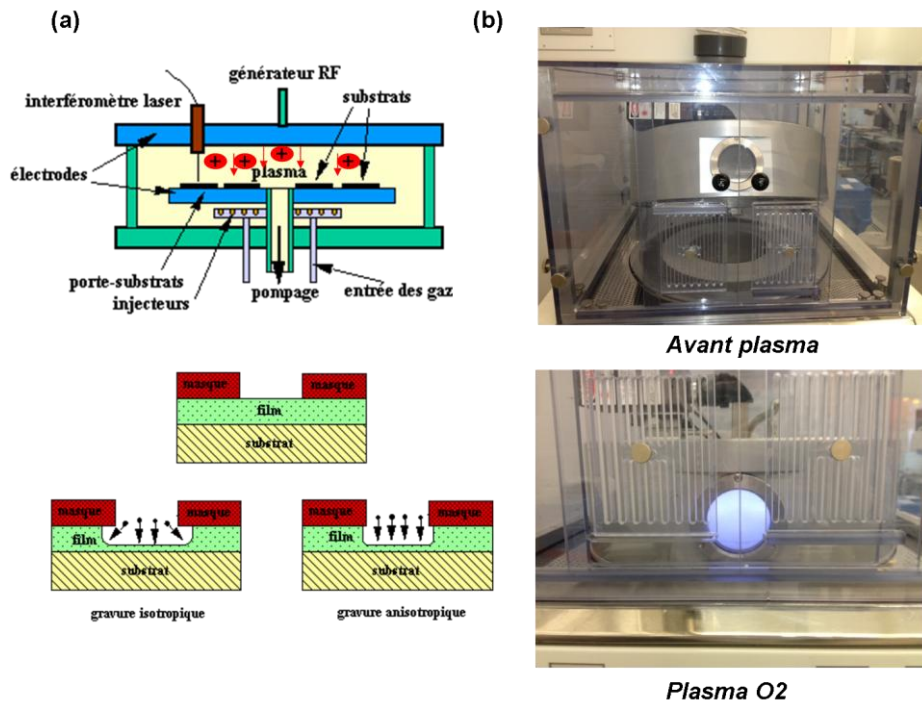 (a)
(b)
générateur RF
interféromètre laser
substrats
électrodes
plasma
porte-substrats
injecteurs
pompage
entrée des gaz
masque
masque
film
substrat
masque
masque
film
substrat
gravure isotropique
masque
masque
film
substrat
gravure anisotropique
Avant plasma
Plasma O2